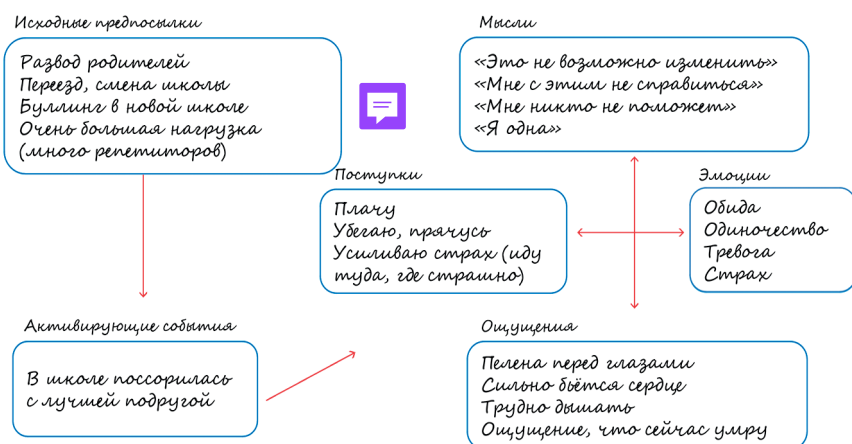 Исходные предпосылки
Развод родителей
Переезд, смена школы
Буллинг в новой школе
Очень большая нагрузка
(много репетиторов)
Мысли
«Это не возможно изменить»
«Мне с этим не справиться»
«Мне никто не поможет»
«Я одна»
Поступки
Плачу
Убегаю, прячусь
Усиливаю страх (иду
туда, где страшно)
Эмоции
Обида
Одиночество
Тревога
Страх
Активирующие события
В школе поссорилась
с лучшей подругой
Ощущения
Пелена перед глазами
Сильно бьётся сердце
Трудно дышать
Ощущение, что сейчас умру